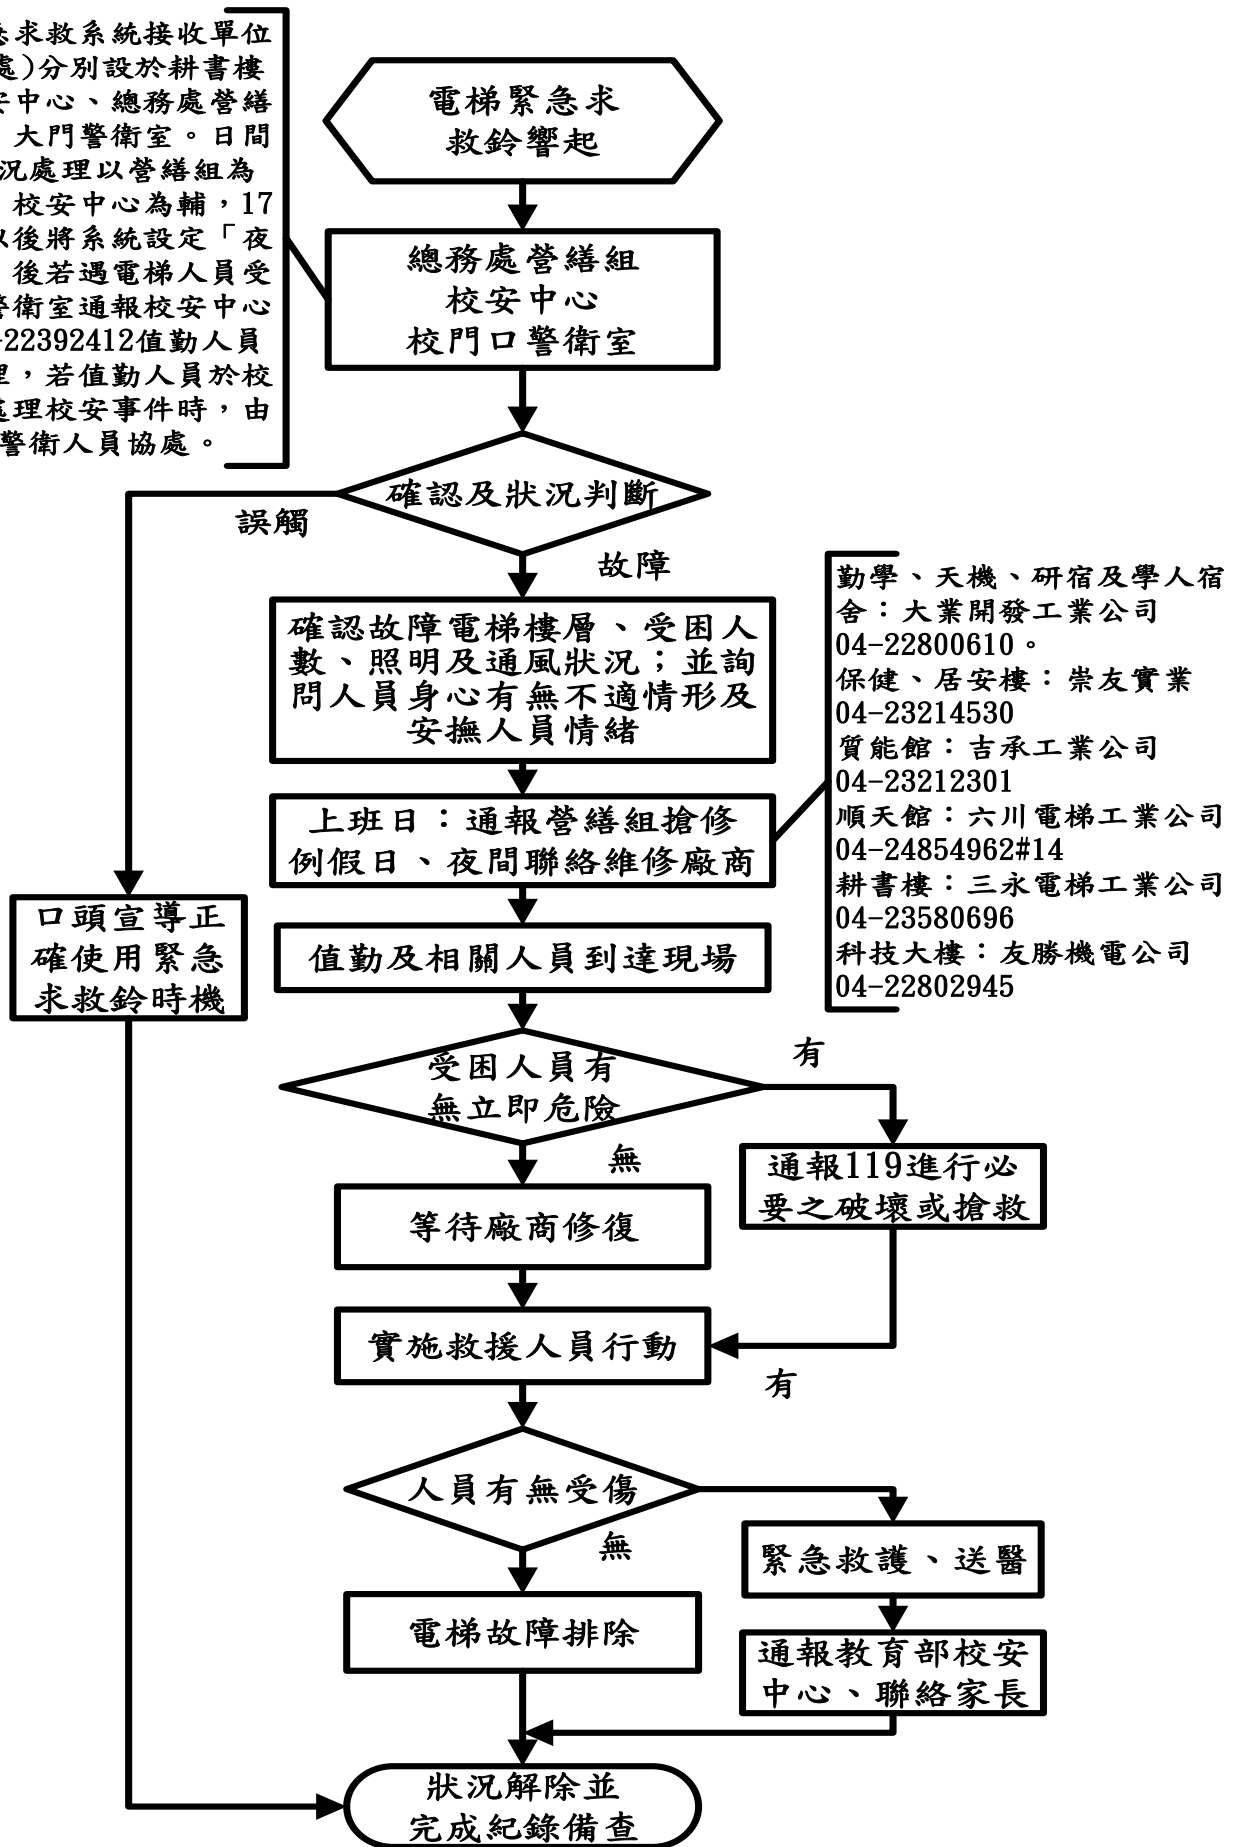 急求救系統接收單位
處)分別設於耕書樓
安中心、總務處營繕
大門警衛室。日間
況處理以營繕組為
校安中心為輔，17
以後將系統設定「夜
後若遇電梯人員受
警衛室通報校安中心
-22392412值勤人員
理，若值勤人員於校
處理校安事件時，由
警衛人員協處。
電梯緊急求
救鈴響起
總務處營繕組
校安中心
校門口警衛室
確認及狀況判斷
誤觸
故障
確認故障電梯樓層、受困人
數、照明及通風狀況；並詢
問人員身心有無不適情形及
安撫人員情緒
上班日：通報營繕組搶修
例假日、夜間聯絡維修廠商
勤學、天機、研宿及學人宿
舍：大業開發工業公司
04-22800610。
保健、居安樓：崇友實業
04-23214530
質能館：吉承工業公司
04-23212301
順天館：六川電梯工業公司
04-24854962#14
耕書樓：三永電梯工業公司
04-23580696
科技大樓：友勝機電公司
04-22802945
口頭宣導正
確使用緊急
求救鈴時機
值勤及相關人員到達現場
受困人員有
無立即危險
有
無
通報119進行必
要之破壞或搶救
等待廠商修復
實施救援人員行動
有
人員有無受傷
無
緊急救護、送醫
電梯故障排除
通報教育部校安
中心、聯絡家長
狀況解除並
完成紀錄備查